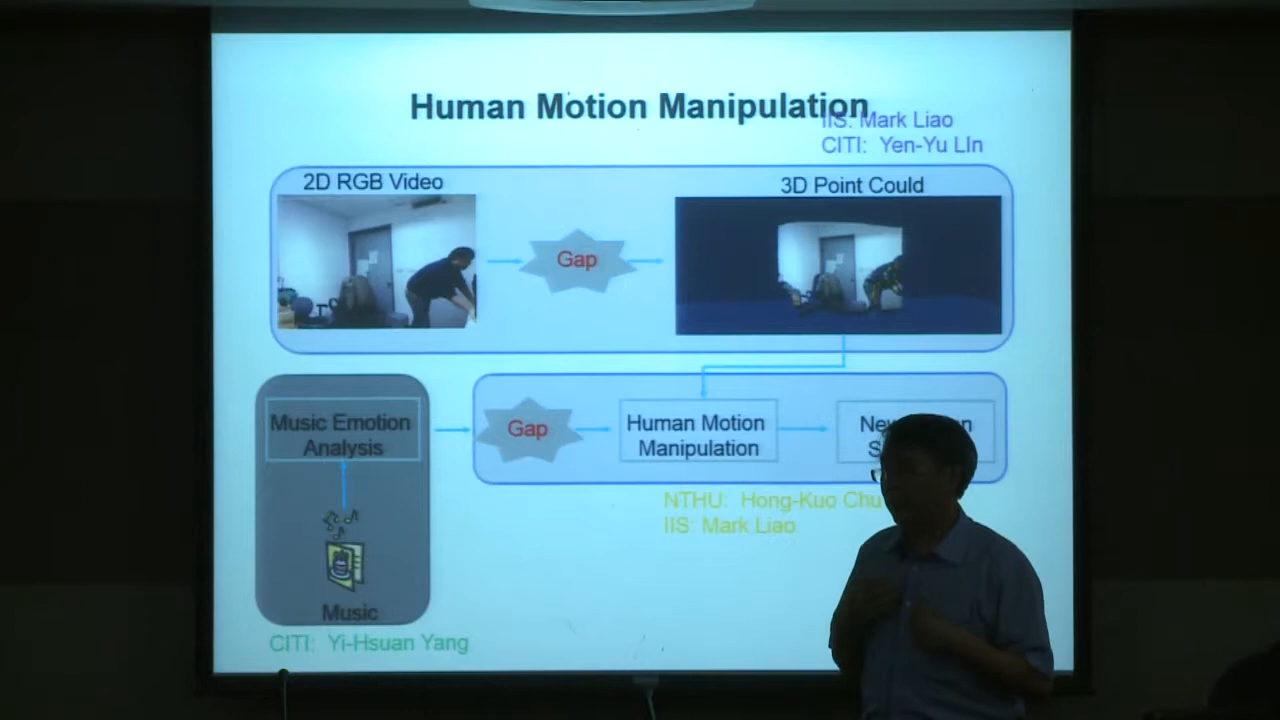 Human Motion Manipulation
IIS: Mark Liao
CITI: Yen-Yu LIn
2D RGB Video
3D Point Could
Gap
Music Emotion
Analysis
Gap
Human Motion
Manipulation
NTHU: Hong-Kuo Chu
IIS: Mark Liao
Music
CITI: Yi-Hsuan Yang